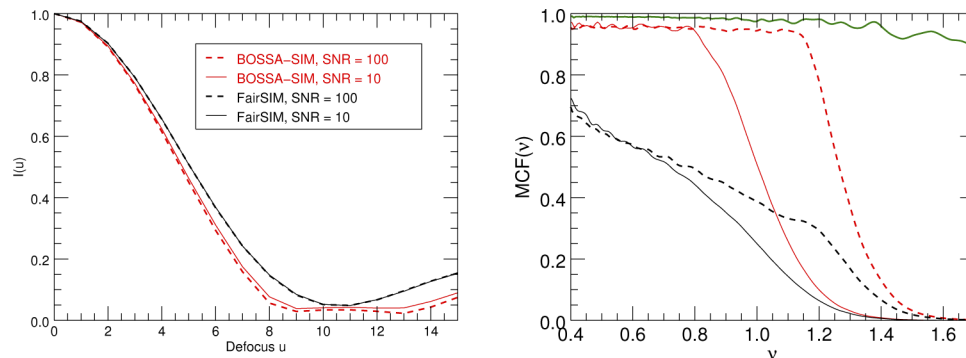 1.0
0.8
0.6
0.4
0.2
0.0
I(u)
0 2 4 6 8 10 12 14
Defocus u
BOSSA−SIM, SNR = 100
BOSSA−SIM, SNR = 10
FairSIM, SNR = 100
FairSIM, SNR = 10
1.0
0.8
0.6
0.4
0.2
0.0
MCF(ν)
0.4 0.6 0.8 1.0 1.2 1.4 1.6
ν